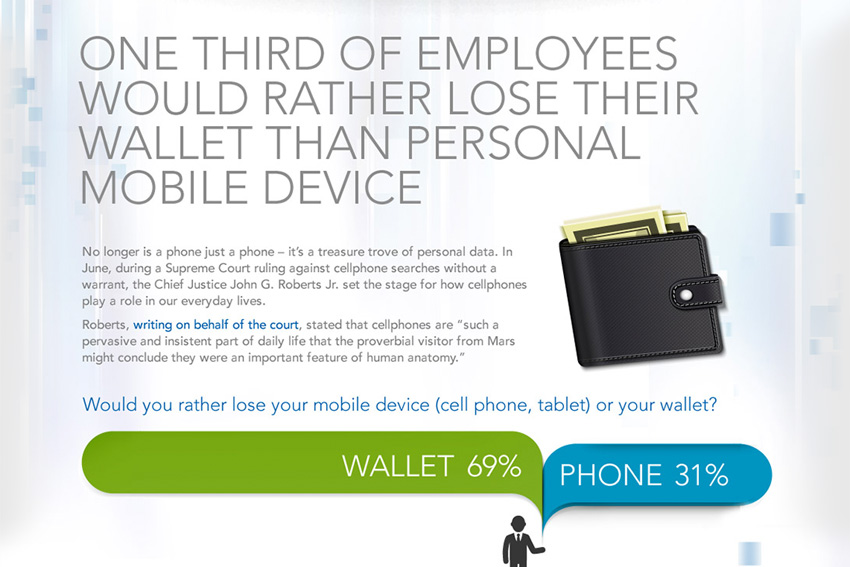 ONE THIRD OF EMPLOYEES
WOULD RATHER LOSE THEIR
WALLET THAN PERSONAL
MOBILE DEVICE
No longer is a phone just a phone – it’s a treasure trove of personal data. In
June, during a Supreme Court ruling against cellphone searches without a
warrant, the Chief Justice John G. Roberts Jr. set the stage for how cellphones
play a role in our everyday lives.
Roberts, writing on behalf of the court, stated that cellphones are “such a
pervasive and insistent part of daily life that the proverbial visitor from Mars
might conclude they were an important feature of human anatomy.”
Would you rather lose your mobile device (cell phone, tablet) or your wallet?
WALLET 69%
PHONE 31%